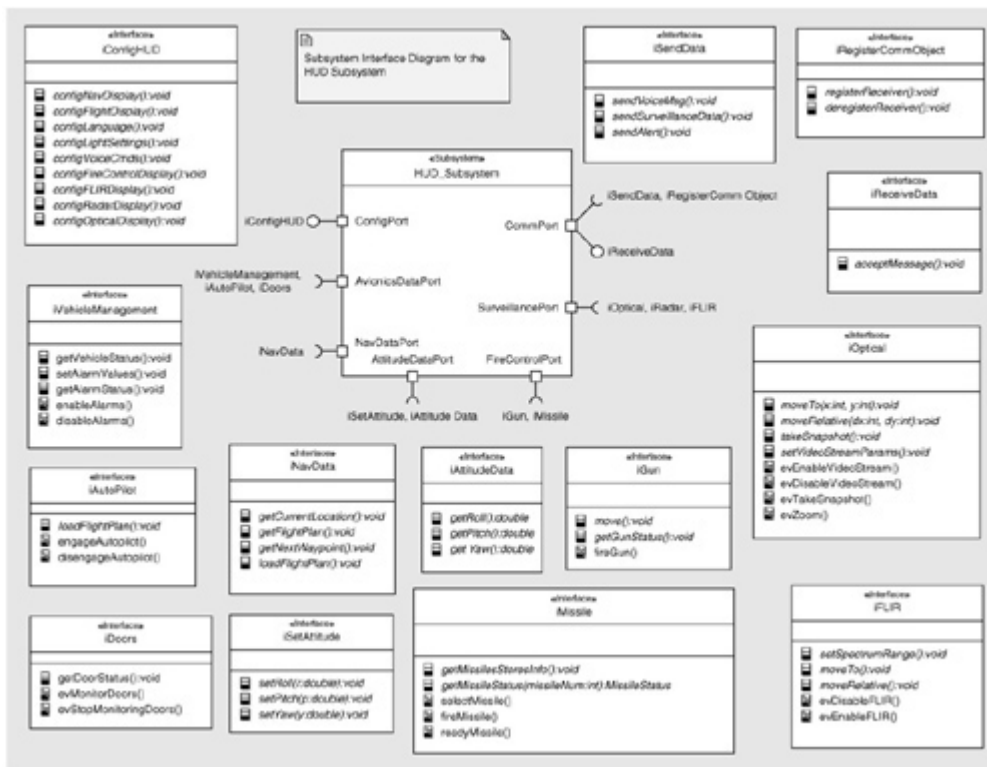 «Interface»
iConfigHUD
configNavDisplay():void
configFlightDisplay():void
configLanguage():void
configLightSettings():void
configVoiceCmds():void
configFireControlDisplay():void
configFLIRDisplay():void
configRadarDisplay():void
configOpticalDisplay():void
Subsystem Interface Diagram for the
HUD Subsystem
«Interface»
iSendData
sendVoiceMsg():void
sendSurveillanceData():void
sendAlert():void
«Interface»
iRegisterCommObject
registerReceiver():void
deregisterReceiver():void
«Subsystem»
HUD_Subsystem
iConfigHUD
ConfigPort
iVehicleManagement,
iAutoPilot, iDoors
AvionicsDataPort
iNavData
NavDataPort
AttitudeDataPort
iSetAttitude, iAttitude Data
FireControlPort
iGun, iMissile
CommPort
iSendData, iRegisterComm Object
iReceiveData
SurveillancePort
iOptical, iRadar, iFLIR
«Interface»
iReceiveData
acceptMessage():void
«Interface»
iVehicleManagement
getVehicleStatus():void
setAlarmValues():void
getAlarmStatus():void
enableAlarms()
disableAlarms()
«Interface»
iOptical
moveTo(x:int, y:int):void
moveRelative(dx:int, dy:int):void
takeSnapshot():void
setVideoStreamParams():void
evEnableVideoStream()
evDisableVideoStream()
evTakeSnapshot()
evZoom()
«Interface»
iAutoPilot
loadFlightPlan():void
engageAutopilot()
disengageAutopilot()
«Interface»
iNavData
getCurrentLocation():void
getFlightPlan():void
getNextWaypoint():void
loadFlightPlan():void
«Interface»
iAttitudeData
getRoll():double
getPitch():double
get Yaw():double
«Interface»
iGun
move():void
getGunStatus():void
fireGun()
«Interface»
iDoors
getDoorStatus():void
evMonitorDoors()
evStopMonitoringDoors()
«Interface»
iSetAttitude
setRoll(r:double):void
setPitch(p:double):void
setYaw(y:double):void
«Interface»
iMissile
getMissilesStoresInfo():void
getMissileStatus(missileNum:int):MissileStatus
selectMissile()
fireMissile()
readyMissile()
«Interface»
iFLIR
setSpectrumRange():void
moveTo():void
moveRelative():void
evDisableFLIR()
evEnableFLIR()